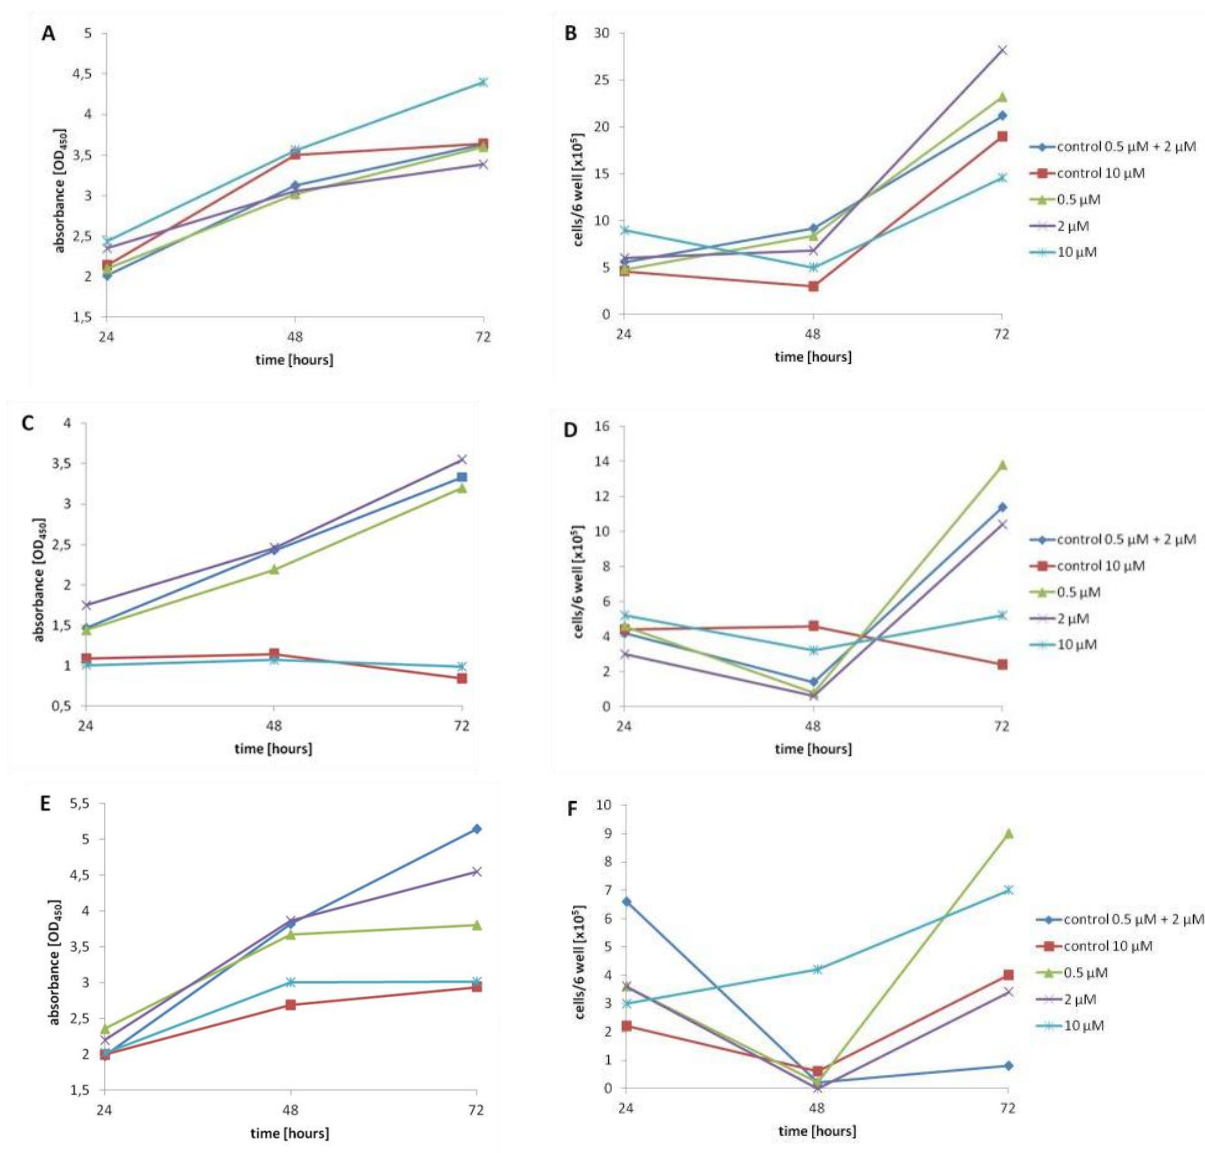 A
5
4,5
4
3,5
3
2,5
2
1,5
absorbance [OD450]
24
48
72
time [hours]
B
30
25
20
15
10
5
0
cells/6 well [x10⁵]
24
48
72
time [hours]
control 0.5 µM + 2 µM
control 10 µM
0.5 µM
2 µM
10 µM
C
4
3,5
3
2,5
2
1,5
1
0,5
absorbance [OD450]
24
48
72
time [hours]
D
16
14
12
10
8
6
4
2
0
cells/6 well [x10⁵]
24
48
72
time [hours]
control 0.5 µM + 2 µM
control 10 µM
0.5 µM
2 µM
10 µM
E
5,5
5
4,5
4
3,5
3
2,5
2
1,5
absorbance [OD450]
24
48
72
time [hours]
F
10
9
8
7
6
5
4
3
2
1
0
cells/6 well [x10⁵]
24
48
72
time [hours]
control 0.5 µM + 2 µM
control 10 µM
0.5 µM
2 µM
10 µM